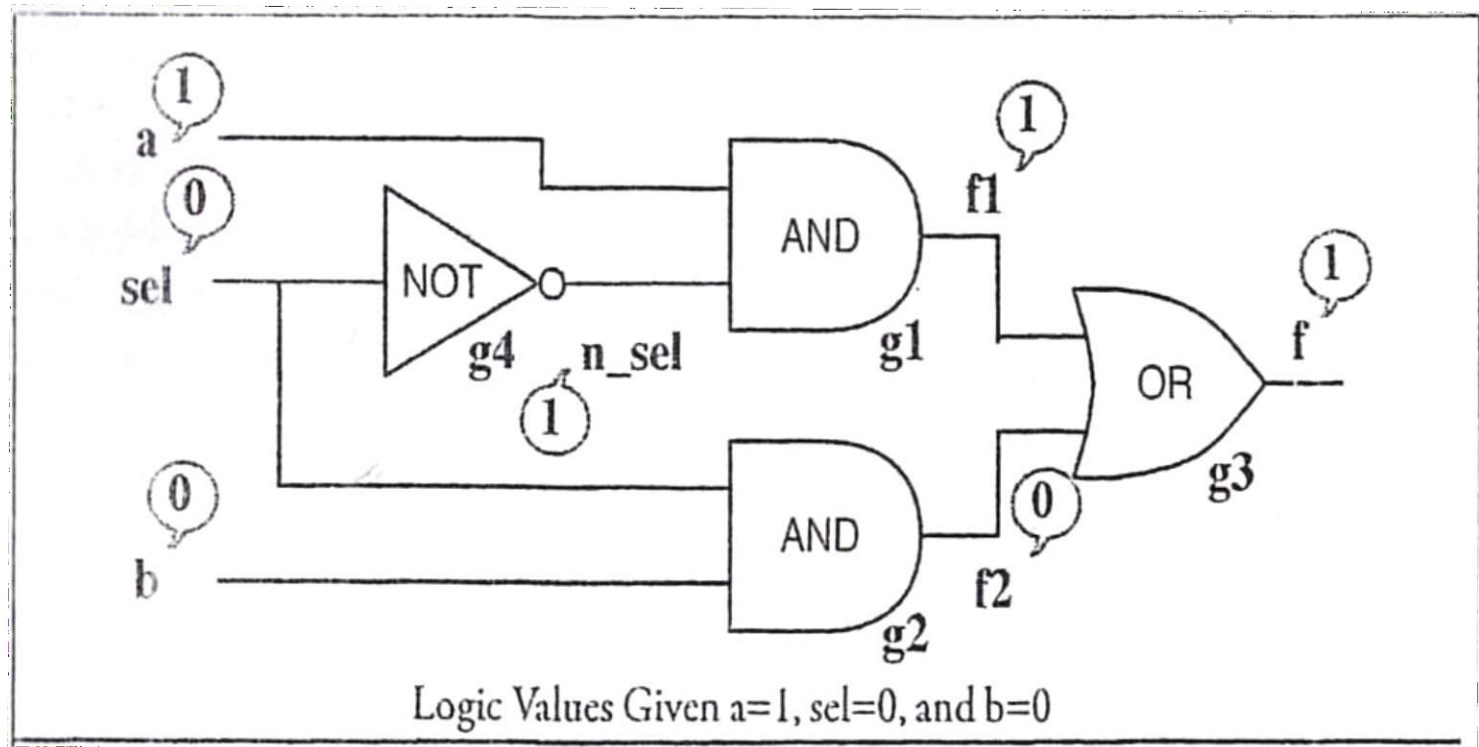 1
a
0
sel
NOT
g4
n_sel
1
0
b
AND
g1
f1
1
AND
g2
f2
0
OR
g3
f
1
Logic Values Given a=1, sel=0, and b=0